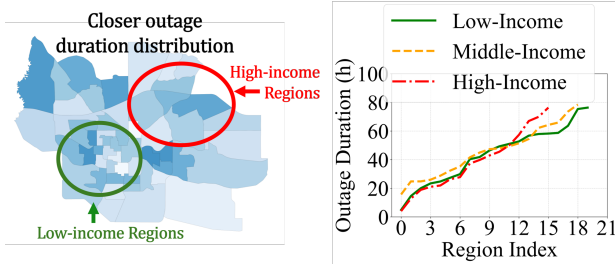 Closer outage
duration distribution
High-income
Regions
Low-income Regions
Low-Income
Middle-Income
High-Income
Outage Duration (h)
100
80
60
40
20
0
0 3 6 9 12 15 18 21
Region Index